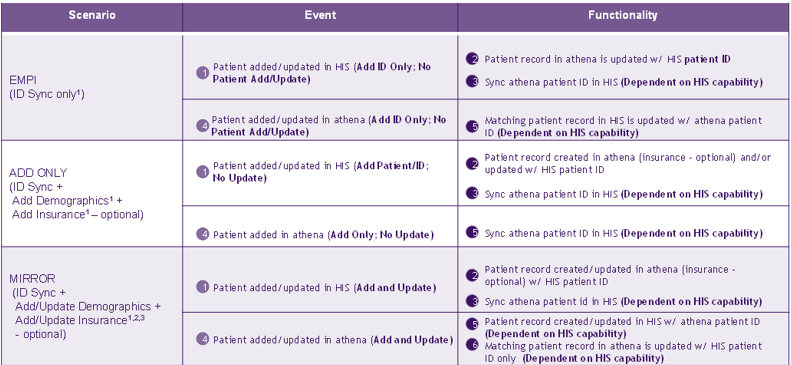 Scenario
Event
Functionality
EMPI
(ID Sync only¹)
1 Patient added/updated in HIS (Add ID Only; No
Patient Add/Update)
2 Patient record in athena is updated w/ HIS patient ID
3 Sync athena patient ID in HIS (Dependent on HIS capability)
4 Patient added/updated in athena (Add ID Only; No
Patient Add/Update)
5 Matching patient record in HIS is updated w/ athena patient
ID (Dependent on HIS capability)
ADD ONLY
(ID Sync +
Add Demographics¹ +
Add Insurance¹ – optional)
1 Patient added/updated in HIS (Add Patient/ID;
No Update)
2 Patient record created in athena (insurance - optional) and/or
updated w/ HIS patient ID
3 Sync athena patient ID in HIS (Dependent on HIS capability)
4 Patient added in athena (Add Only; No Update)
5 Sync athena patient ID in HIS (Dependent on HIS capability)
MIRROR
(ID Sync +
Add/Update Demographics +
Add/Update Insurance¹,²,³
- optional)
1 Patient added/updated in HIS (Add and Update)
2 Patient record created/updated in athena (insurance -
optional) w/ HIS patient ID
3 Sync athena patient id in HIS (Dependent on HIS capability)
4 Patient added/updated in athena (Add and Update)
5 Patient record created/updated in HIS w/ athena patient ID
(Dependent on HIS capability)
6 Matching patient record in athena is updated w/ HIS patient
ID only (Dependent on HIS capability)